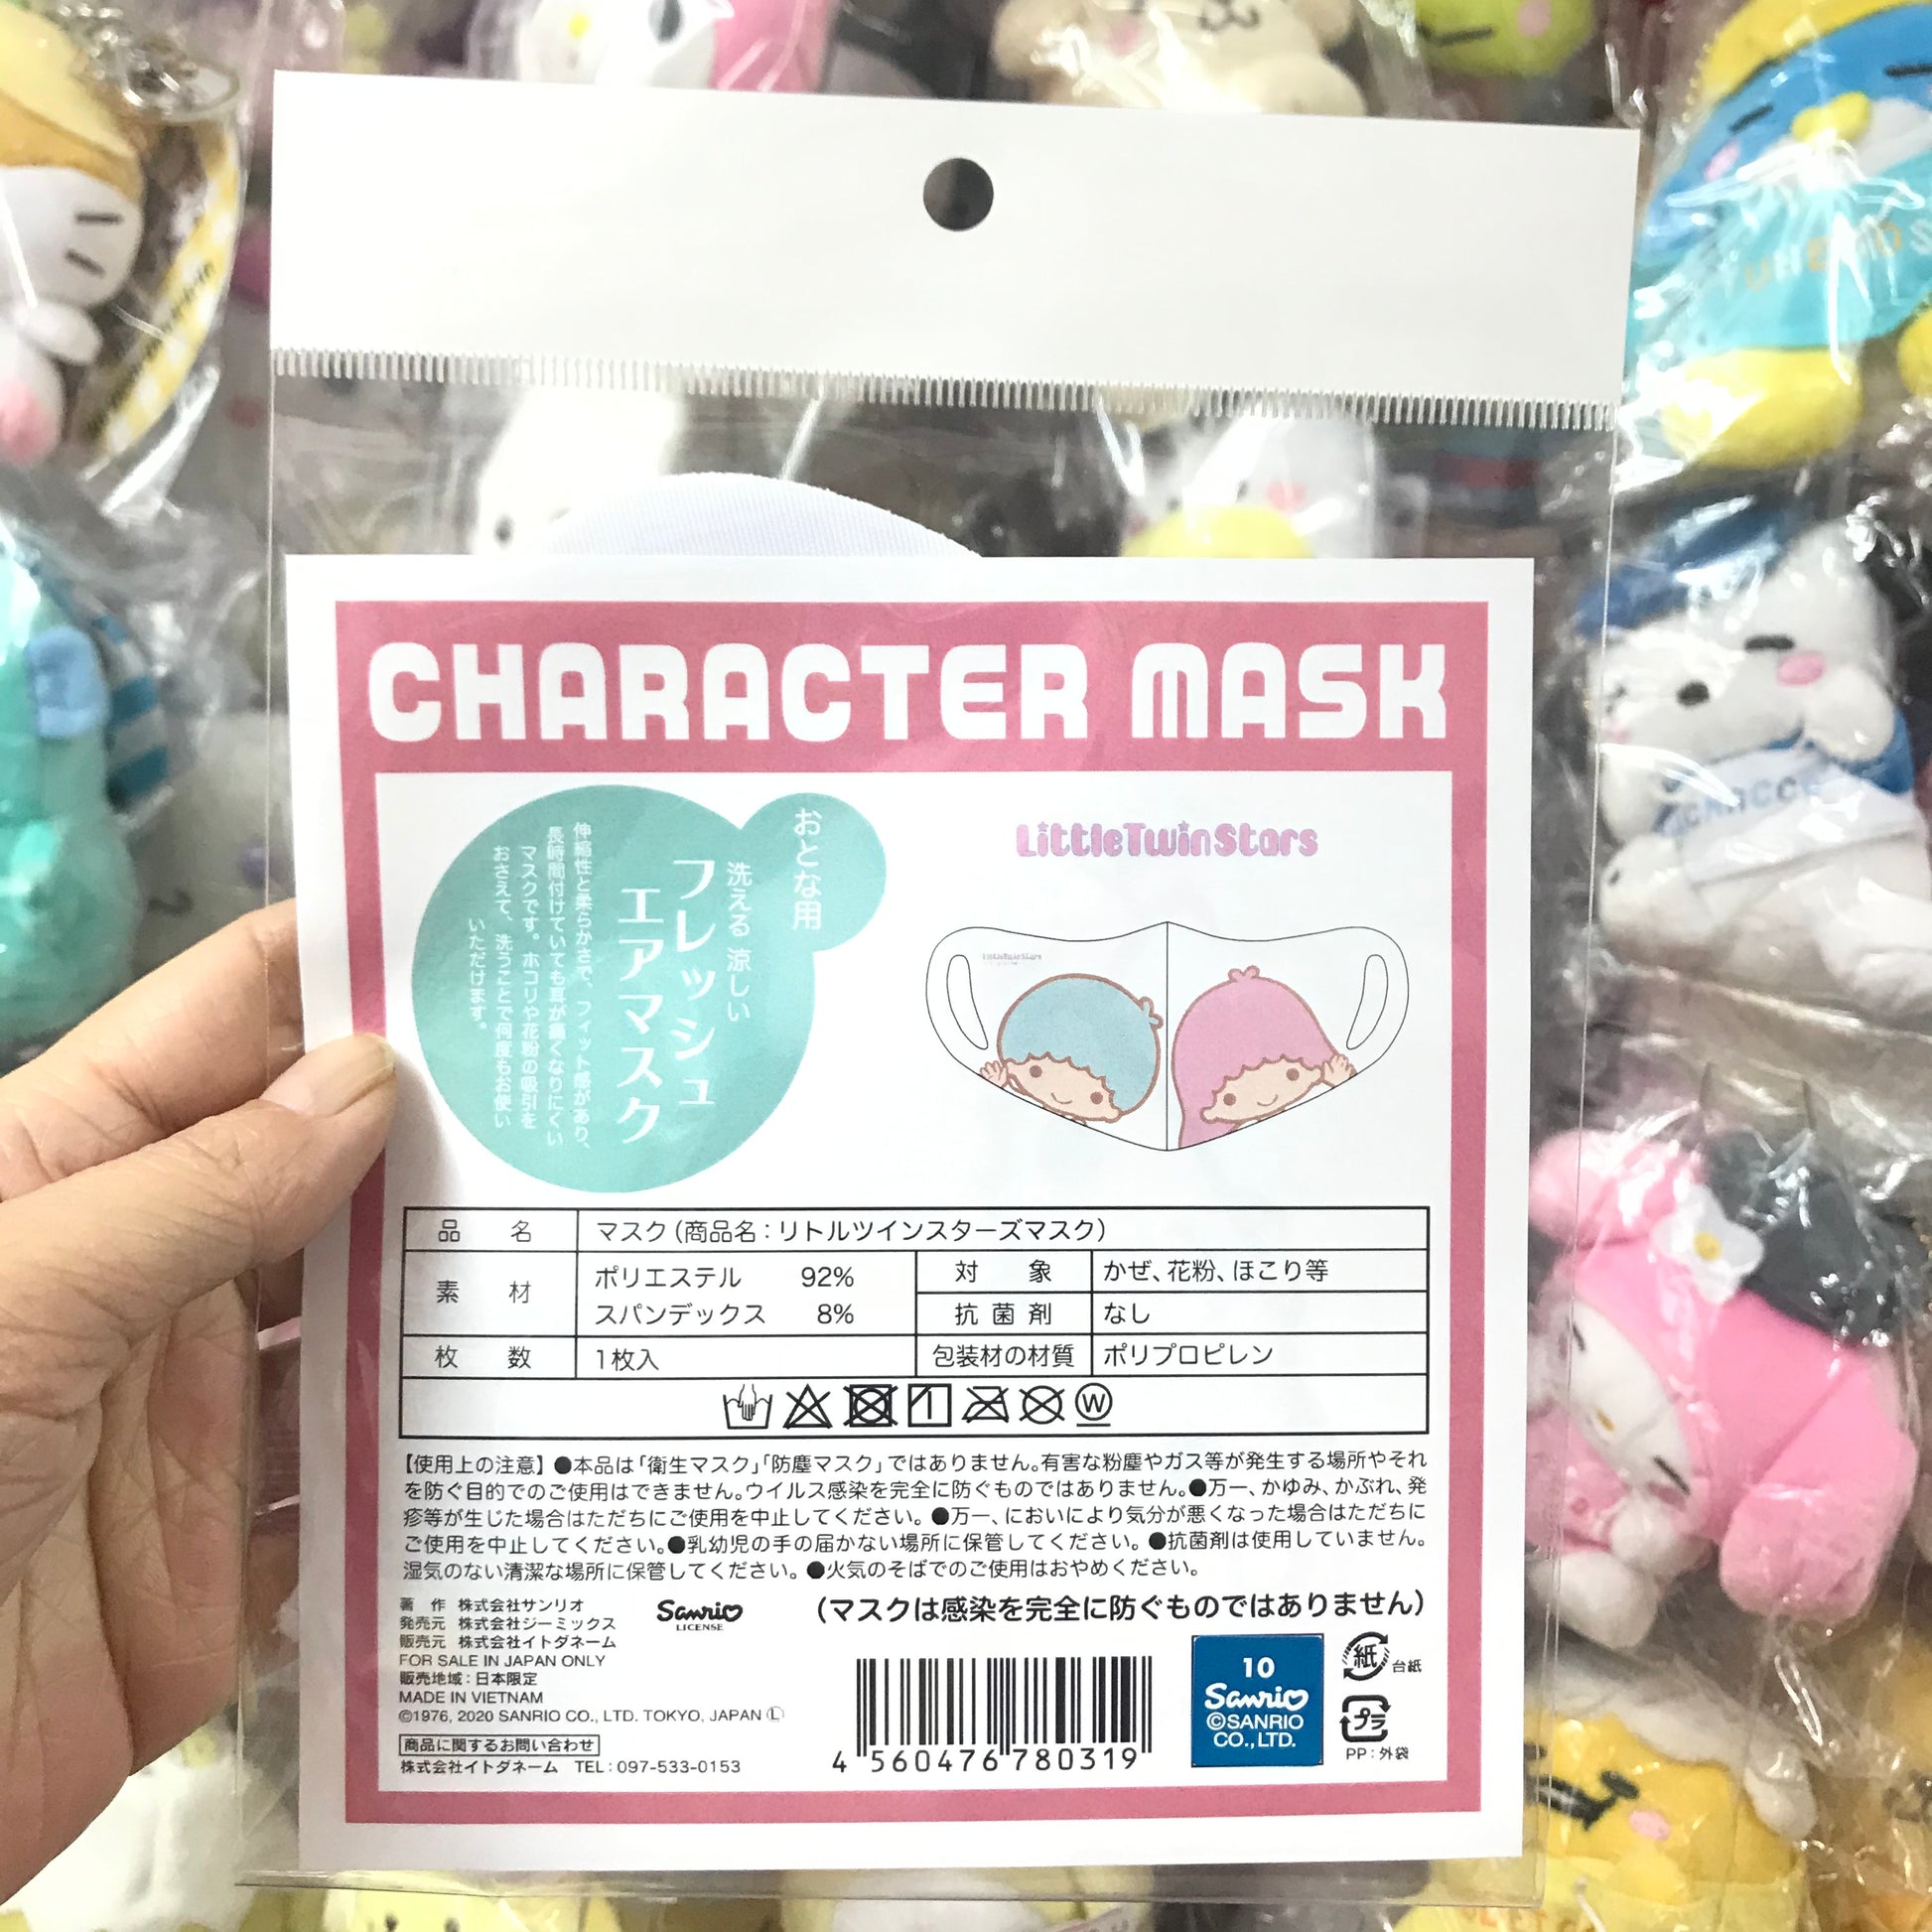 CHARACTER MASK
おとな用
洗える 涼しい
フレッシュ
エアマスク
伸縮性と柔らかさで、フィット感があり、
長時間付けていても耳が痛くなりにくい
マスクです。ホコリや花粉の吸引を
おさえて、洗うことで何度もお使い
いただけます。
LittleTwinStars
LittleTwinStars
品 名 マスク(商品名:リトルツインスターズマスク)
素 材 ポリエステル 92%
スパンデックス 8%
対 象 かぜ、花粉、ほこり等
抗菌剤 なし
枚 数 1枚入 包装材の材質 ポリプロピレン
W
【使用上の注意】●本品は「衛生マスク」「防塵マスク」ではありません。有害な粉塵やガス等が発生する場所やそれ
を防ぐ目的でのご使用はできません。ウイルス感染を完全に防ぐものではありません。●万一、かゆみ、かぶれ、発
疹等が生じた場合はただちにご使用を中止してください。●万一、においにより気分が悪くなった場合はただちに
ご使用を中止してください。●乳幼児の手の届かない場所に保管してください。●抗菌剤は使用していません。
湿気のない清潔な場所に保管してください。●火気のそばでのご使用はおやめください。
(マスクは感染を完全に防ぐものではありません)
著 作 株式会社サンリオ
発売元 株式会社ジーミックス
販売元 株式会社イトダネーム
FOR SALE IN JAPAN ONLY
販売地域:日本限定
MADE IN VIETNAM
©1976, 2020 SANRIO CO., LTD. TOKYO, JAPAN Ⓛ
商品に関するお問い合わせ
株式会社イトダネーム TEL:097-533-0153
Sanrio
LICENSE
4 560476 780319
10
Sanrio
©SANRIO
CO.,LTD.
紙 台紙
プラ
PP:外袋